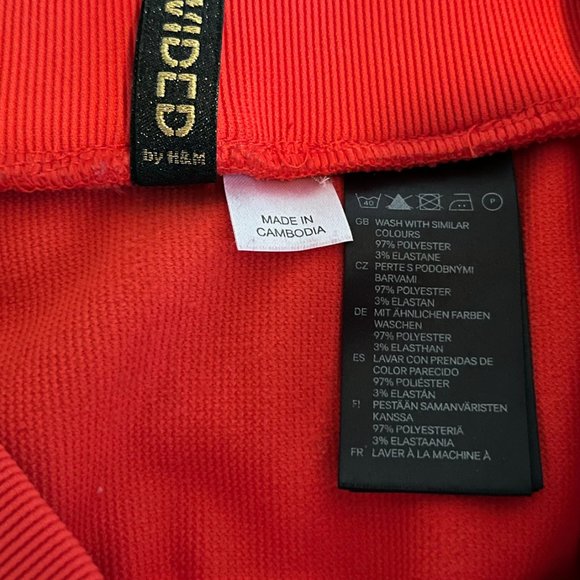 VIDED
by H&M
MADE IN
CAMBODIA
40
P
GB WASH WITH SIMILAR
COLOURS
97% POLYESTER
3% ELASTANE
CZ PERTE S PODOBNÝMI
BARVAMI
97% POLYESTER
3% ELASTAN
DE MIT ÄHNLICHEN FARBEN
WASCHEN
97% POLYESTER
3% ELASTHAN
ES LAVAR CON PRENDAS DE
COLOR PARECIDO
97% POLIÉSTER
3% ELASTÁN
FI PESTÄÄN SAMANVÄRISTEN
KANSSA
97% POLYESTERIÄ
3% ELASTAANIA
FR LAVER À LA MACHINE À